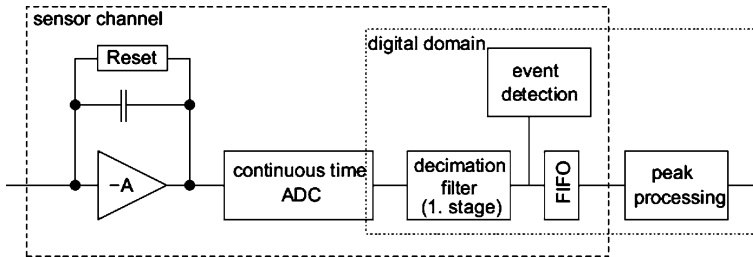 sensor channel
digital domain
Reset
event
detection
–A
continuous time
ADC
decimation
filter
(1. stage)
FIFO
peak
processing